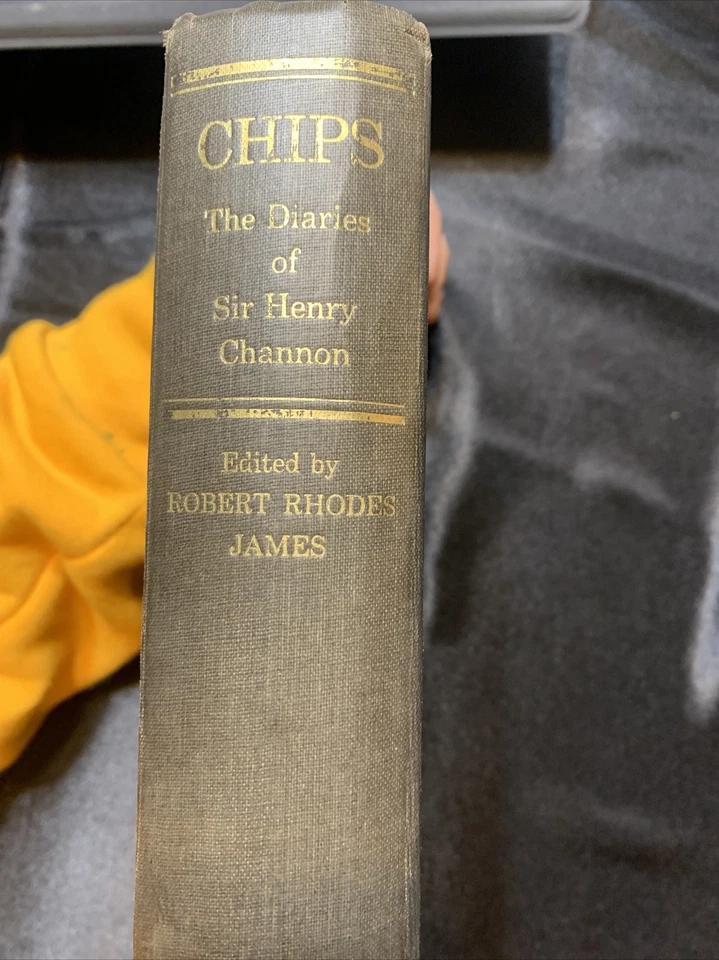 CHIPS
The Diaries
of
Sir Henry
Channon
Edited by
ROBERT RHODES
JAMES